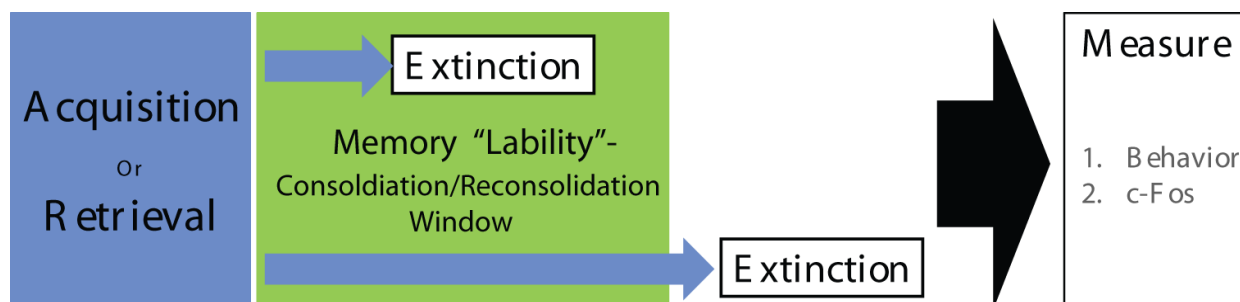 Acquisition
Or
Retrieval
Extinction
Memory “Lability”-
Consoldiation/Reconsolidation
Window
Extinction
Measure
1. Behavior
2. c-Fos